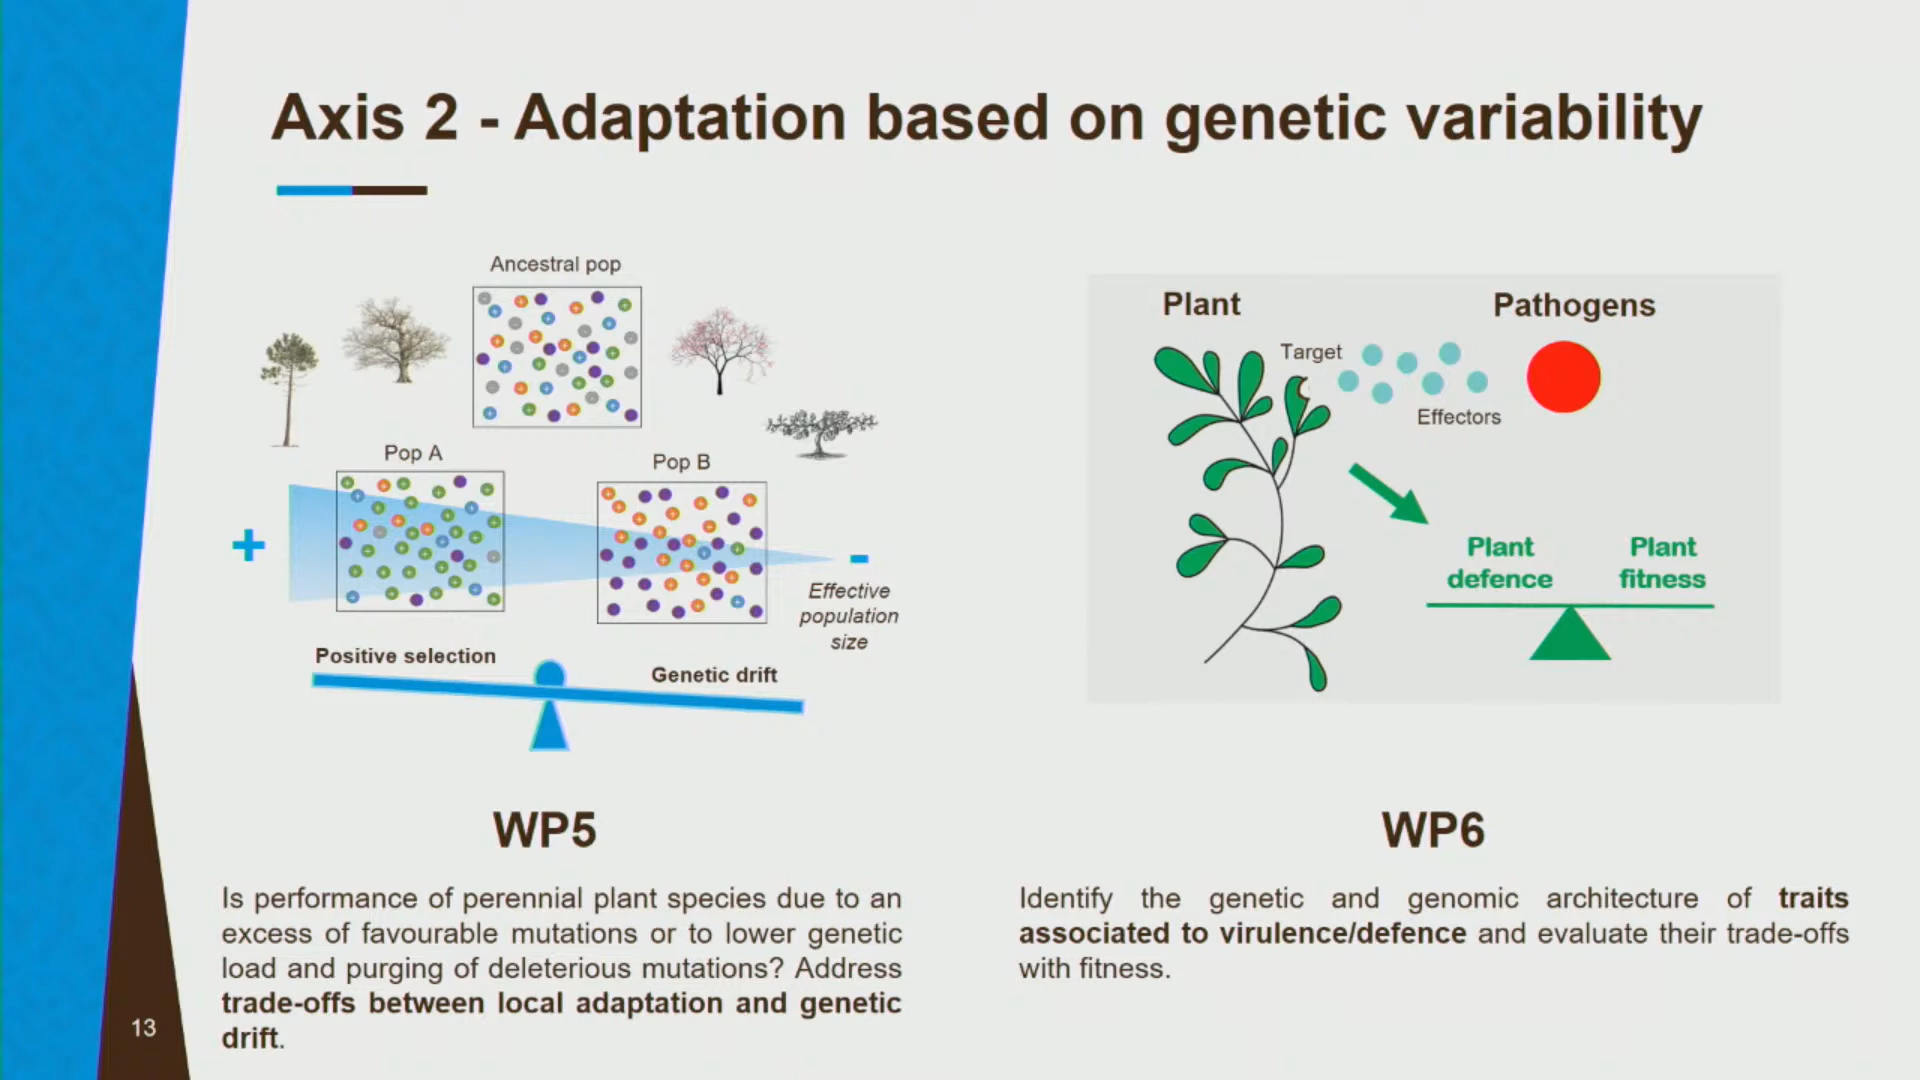 Axis 2 - Adaptation based on genetic variability
Ancestral pop
Pop A
Pop B
+
-
Effective
population
size
Positive selection
Genetic drift
WP5
Is performance of perennial plant species due to an
excess of favourable mutations or to lower genetic
load and purging of deleterious mutations? Address
trade-offs between local adaptation and genetic
drift.
Plant
Pathogens
Target
Effectors
Plant
defence
Plant
fitness
WP6
Identify the genetic and genomic architecture of traits
associated to virulence/defence and evaluate their trade-offs
with fitness.
13